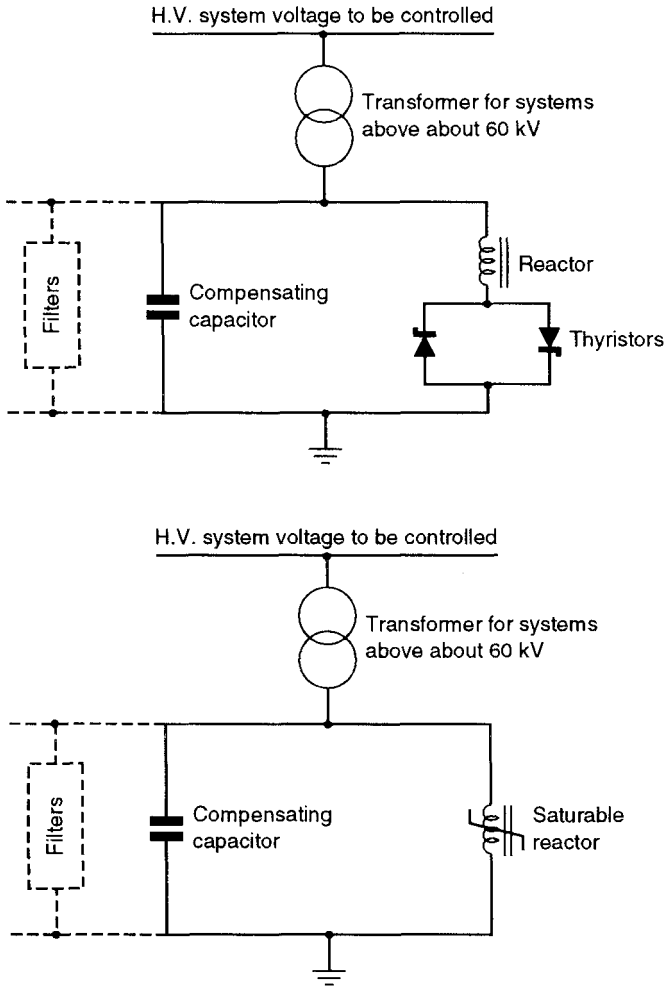 H.V. system voltage to be controlled
Transformer for systems
above about 60 kV
Filters
Compensating
capacitor
Reactor
Thyristors
H.V. system voltage to be controlled
Transformer for systems
above about 60 kV
Filters
Compensating
capacitor
Saturable
reactor